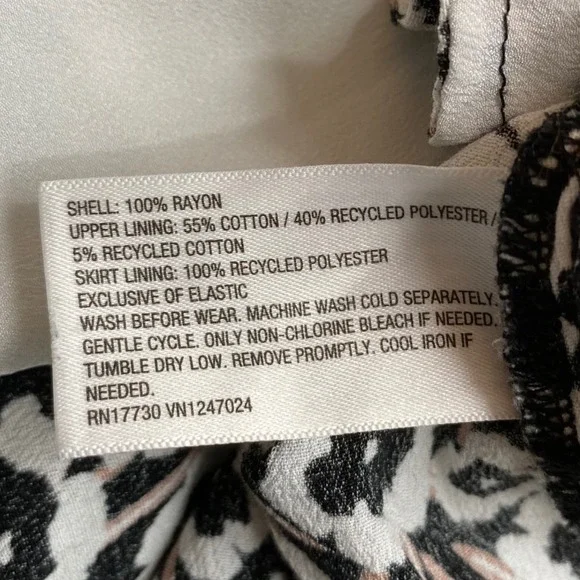 SHELL: 100% RAYON
UPPER LINING: 55% COTTON / 40% RECYCLED POLYESTER /
5% RECYCLED COTTON
SKIRT LINING: 100% RECYCLED POLYESTER
EXCLUSIVE OF ELASTIC
WASH BEFORE WEAR. MACHINE WASH COLD SEPARATELY.
GENTLE CYCLE. ONLY NON-CHLORINE BLEACH IF NEEDED.
TUMBLE DRY LOW. REMOVE PROMPTLY. COOL IRON IF
NEEDED.
RN17730 VN1247024